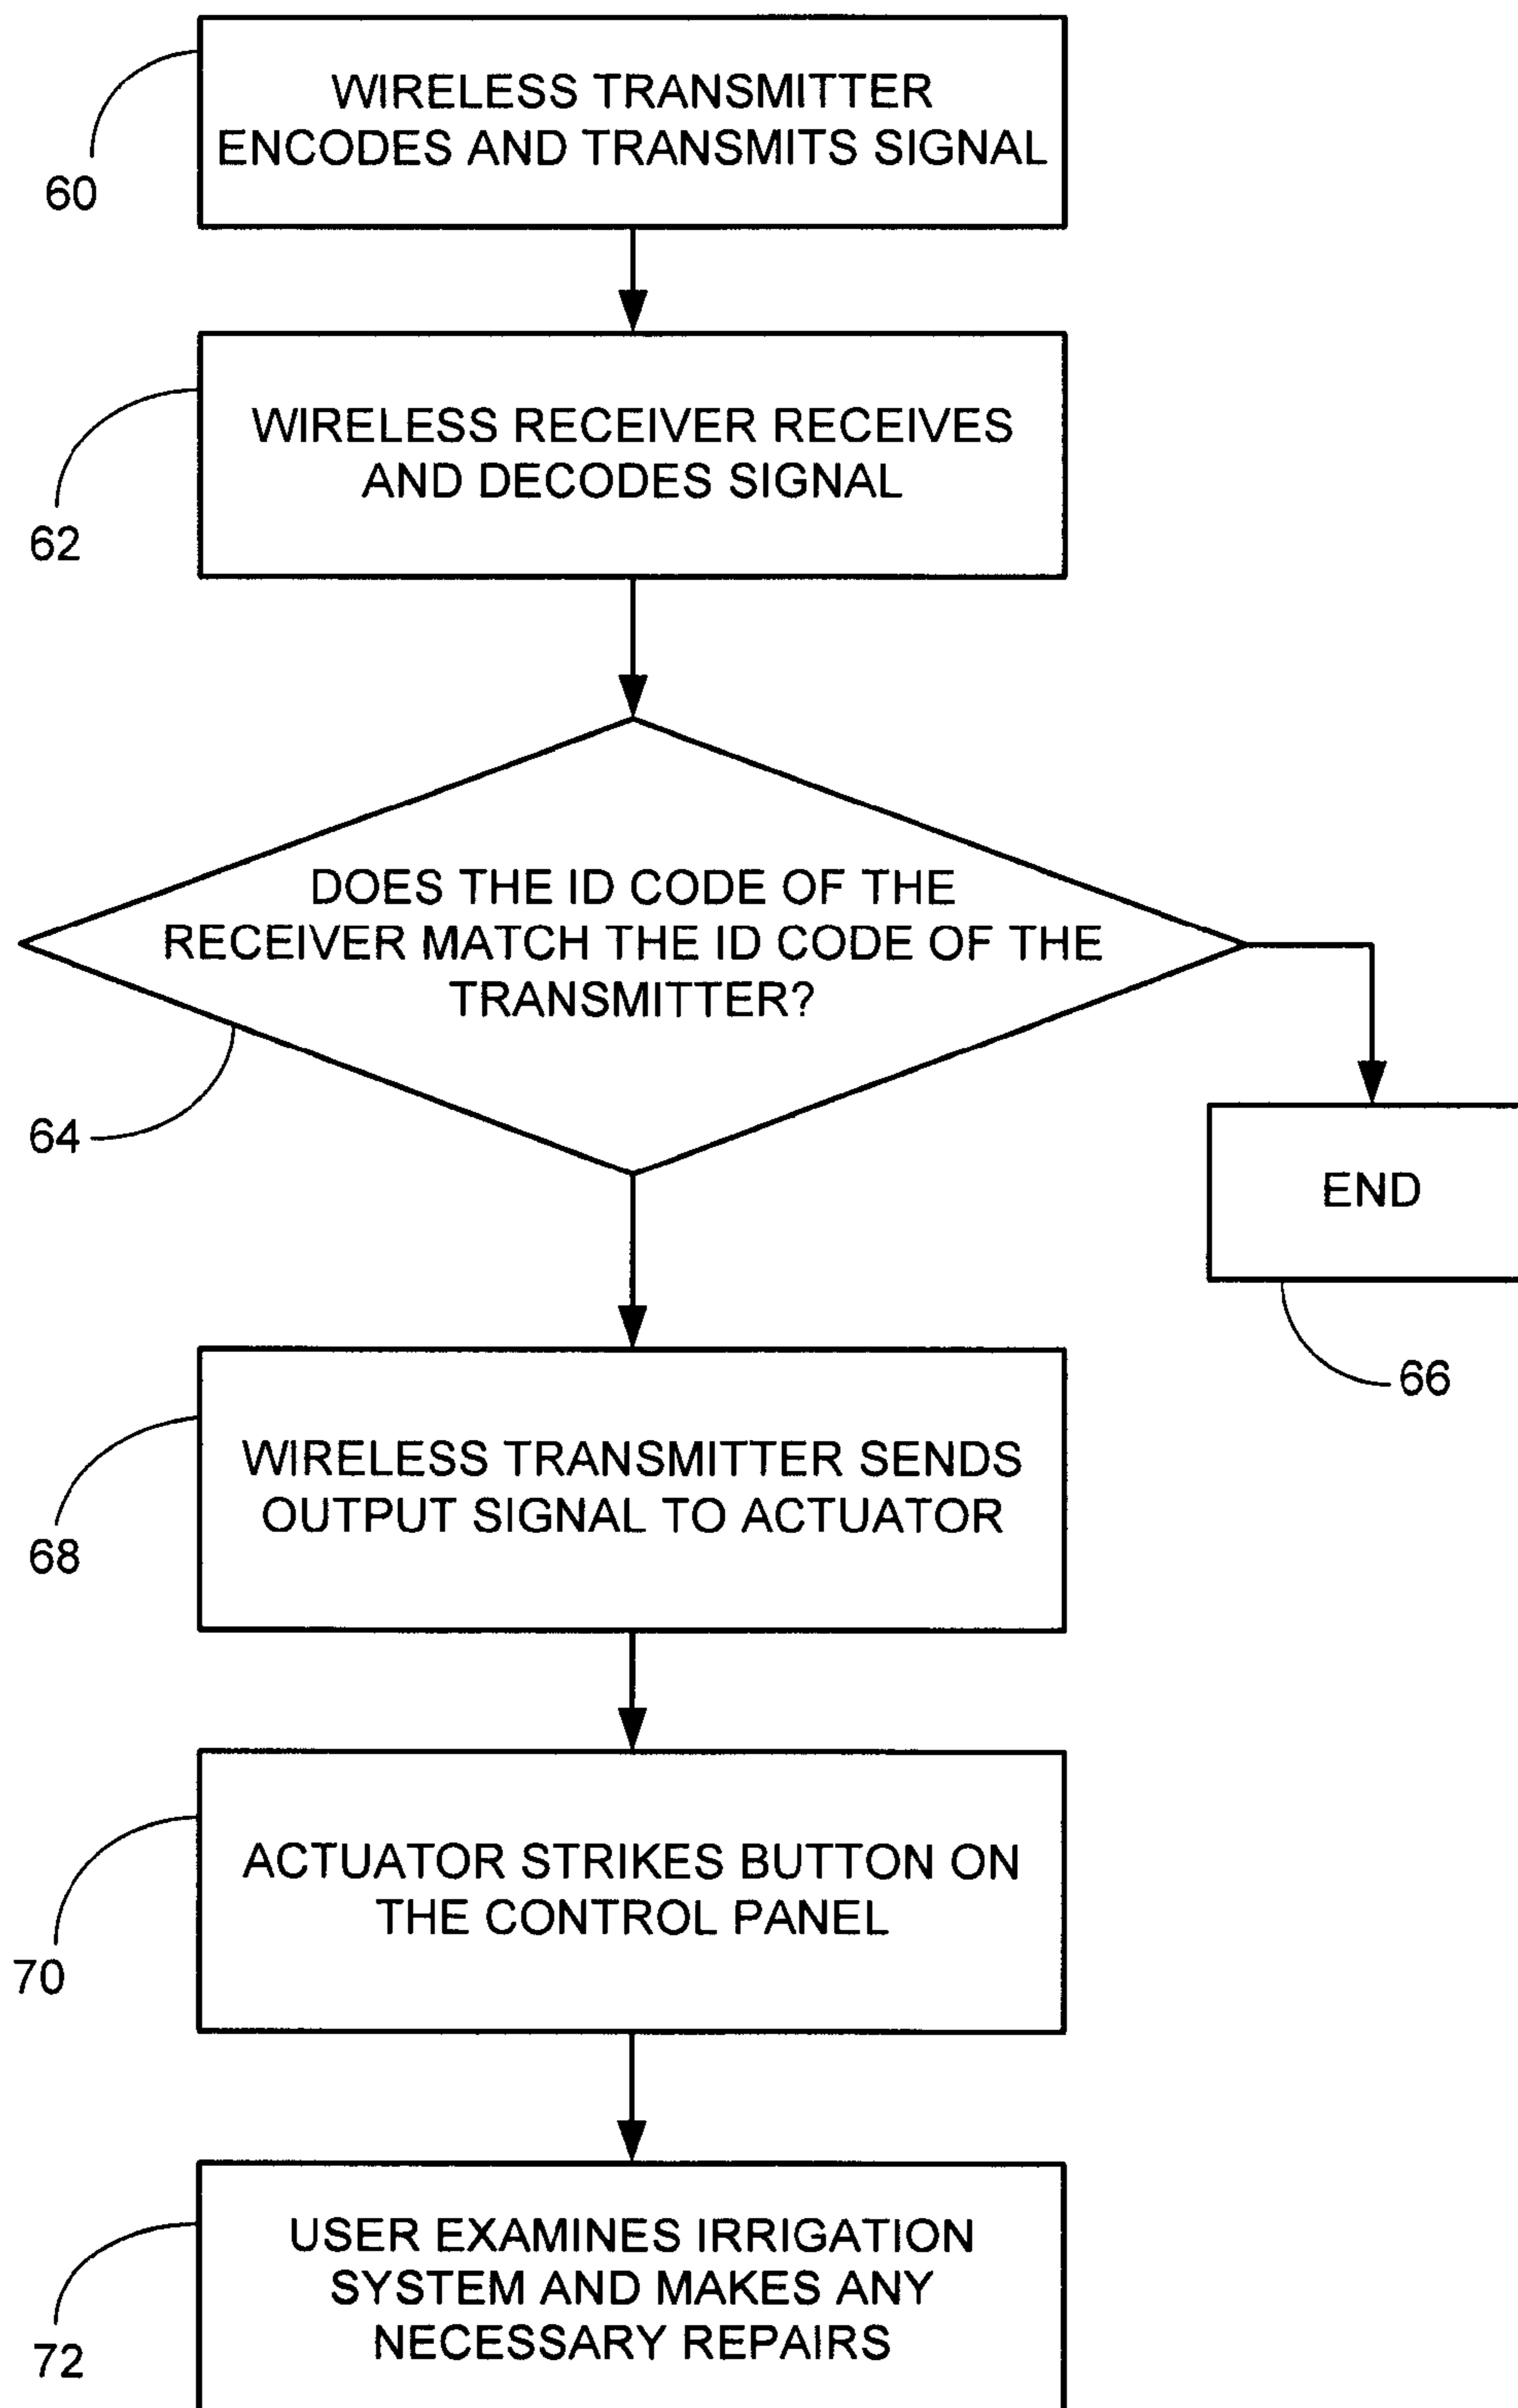 WIRELESS TRANSMITTER
ENCODES AND TRANSMITS SIGNAL
60
WIRELESS RECEIVER RECEIVES
AND DECODES SIGNAL
62
DOES THE ID CODE OF THE
RECEIVER MATCH THE ID CODE OF THE
TRANSMITTER?
64
END
66
WIRELESS TRANSMITTER SENDS
OUTPUT SIGNAL TO ACTUATOR
68
ACTUATOR STRIKES BUTTON ON
THE CONTROL PANEL
70
USER EXAMINES IRRIGATION
SYSTEM AND MAKES ANY
NECESSARY REPAIRS
72